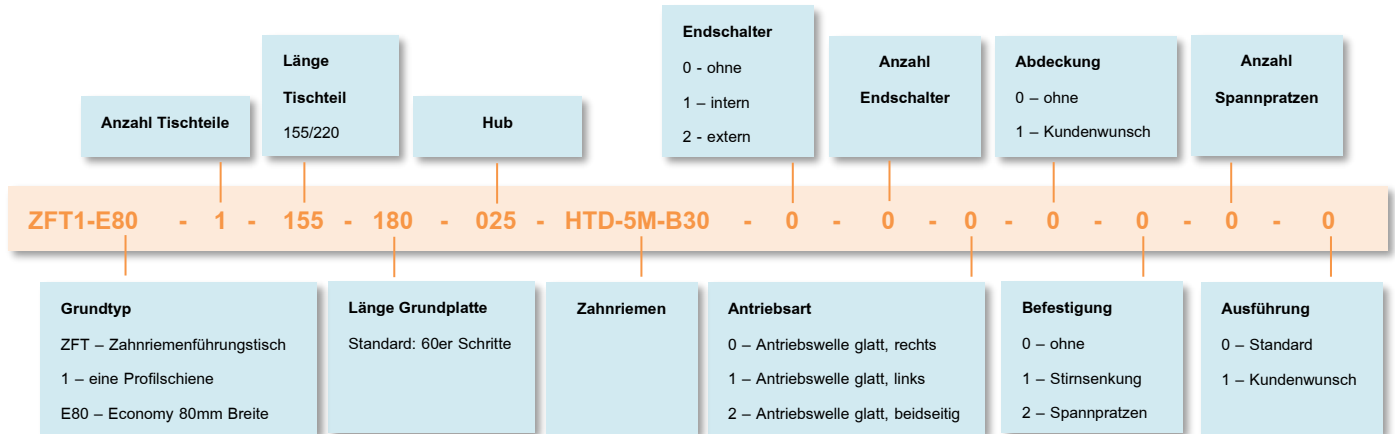 Anzahl Tischteile
Länge
Tischteil
155/220
Hub
Endschalter
0 - ohne
1 – intern
2 - extern
Anzahl
Endschalter
Abdeckung
0 – ohne
1 – Kundenwunsch
Anzahl
Spannpratzen
ZFT1-E80 - 1 - 155 - 180 - 025 - HTD-5M-B30 - 0 - 0 - 0 - 0 - 0 - 0 - 0
Grundtyp
ZFT – Zahnriemenführungstisch
1 – eine Profilschiene
E80 – Economy 80mm Breite
Länge Grundplatte
Standard: 60er Schritte
Zahnriemen
Antriebsart
0 – Antriebswelle glatt, rechts
1 – Antriebswelle glatt, links
2 – Antriebswelle glatt, beidseitig
Befestigung
0 – ohne
1 – Stirnsenkung
2 – Spannpratzen
Ausführung
0 – Standard
1 – Kundenwunsch